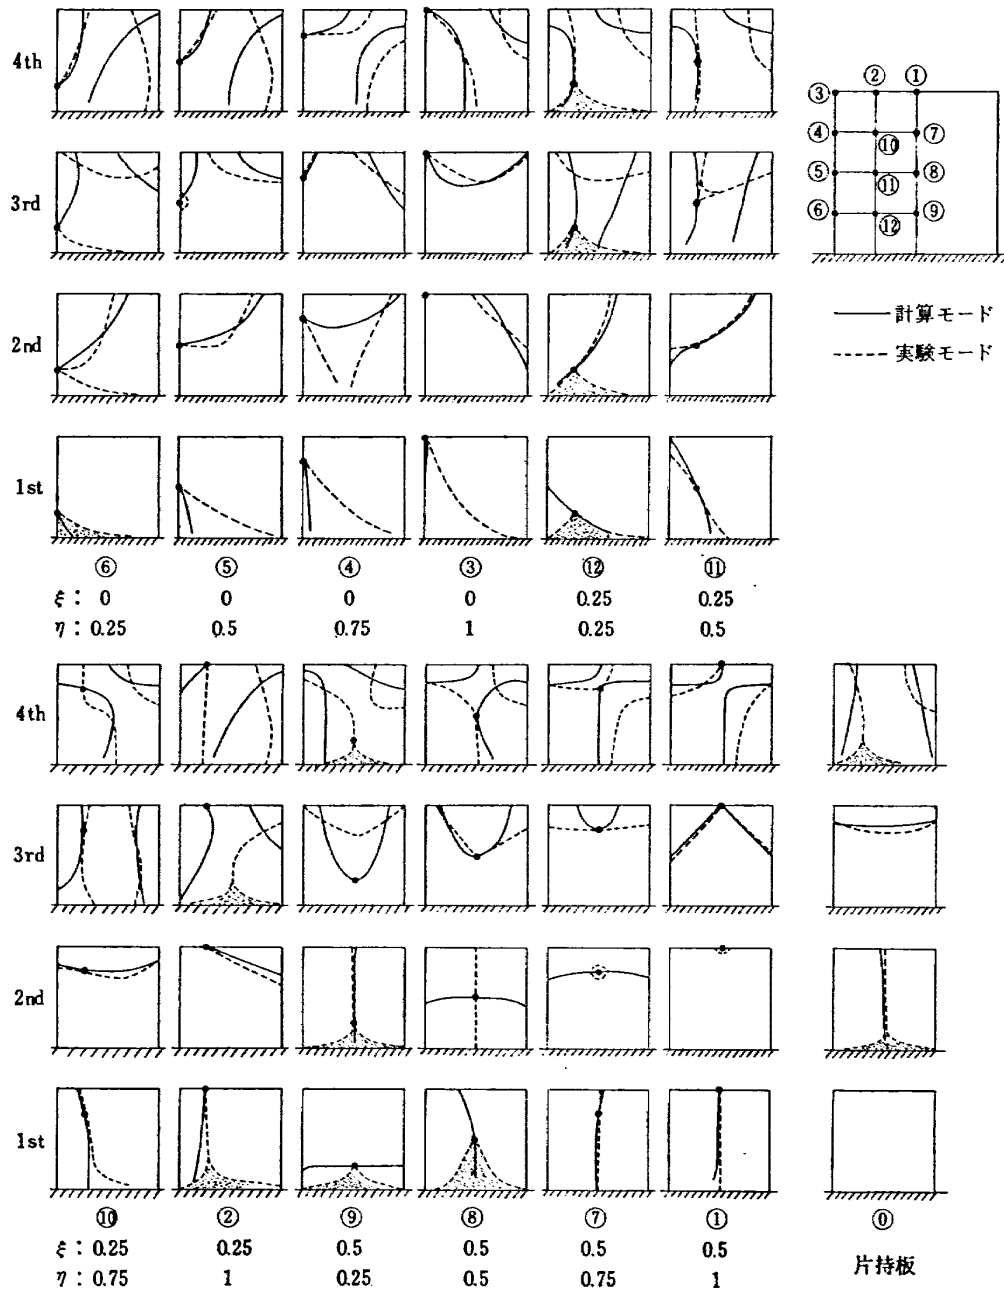 4th
3rd
2nd
1st
⑥ ⑤ ④ ③ ⑫ ⑪
ξ : 0 0 0 0 0.25 0.25
η : 0.25 0.5 0.75 1 0.25 0.5
② ①
③
④ ⑦
⑩
⑤ ⑧
⑪
⑥ ⑨
⑫
計算モード
実験モード
4th
3rd
2nd
1st
⑩ ② ⑨ ⑧ ⑦ ① ⓪
ξ : 0.25 0.25 0.5 0.5 0.5 0.5
片持板
η : 0.75 1 0.25 0.5 0.75 1